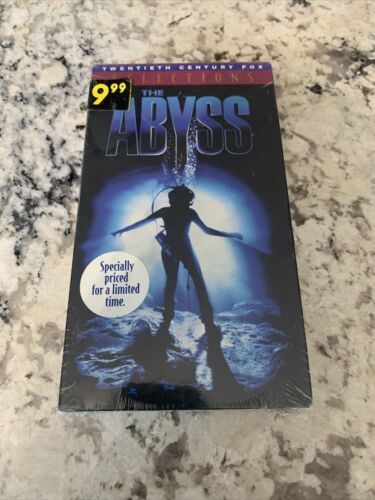 TWENTIETH CENTURY FOX
SELECTIONS
9.99
THE
ABYSS
Specially
priced
for a limited
time.